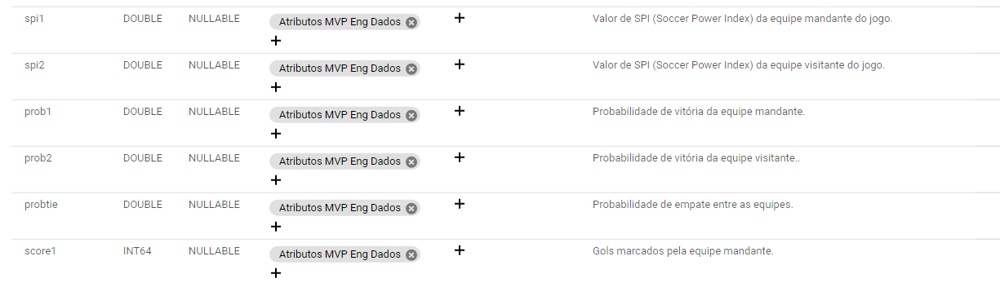 spi1 DOUBLE NULLABLE Atributos MVP Eng Dados + Valor de SPI (Soccer Power Index) da equipe mandante do jogo.
+
spi2 DOUBLE NULLABLE Atributos MVP Eng Dados + Valor de SPI (Soccer Power Index) da equipe visitante do jogo.
+
prob1 DOUBLE NULLABLE Atributos MVP Eng Dados + Probabilidade de vitória da equipe mandante.
+
prob2 DOUBLE NULLABLE Atributos MVP Eng Dados + Probabilidade de vitória da equipe visitante..
+
probtie DOUBLE NULLABLE Atributos MVP Eng Dados + Probabilidade de empate entre as equipes.
+
score1 INT64 NULLABLE Atributos MVP Eng Dados + Gols marcados pela equipe mandante.
+